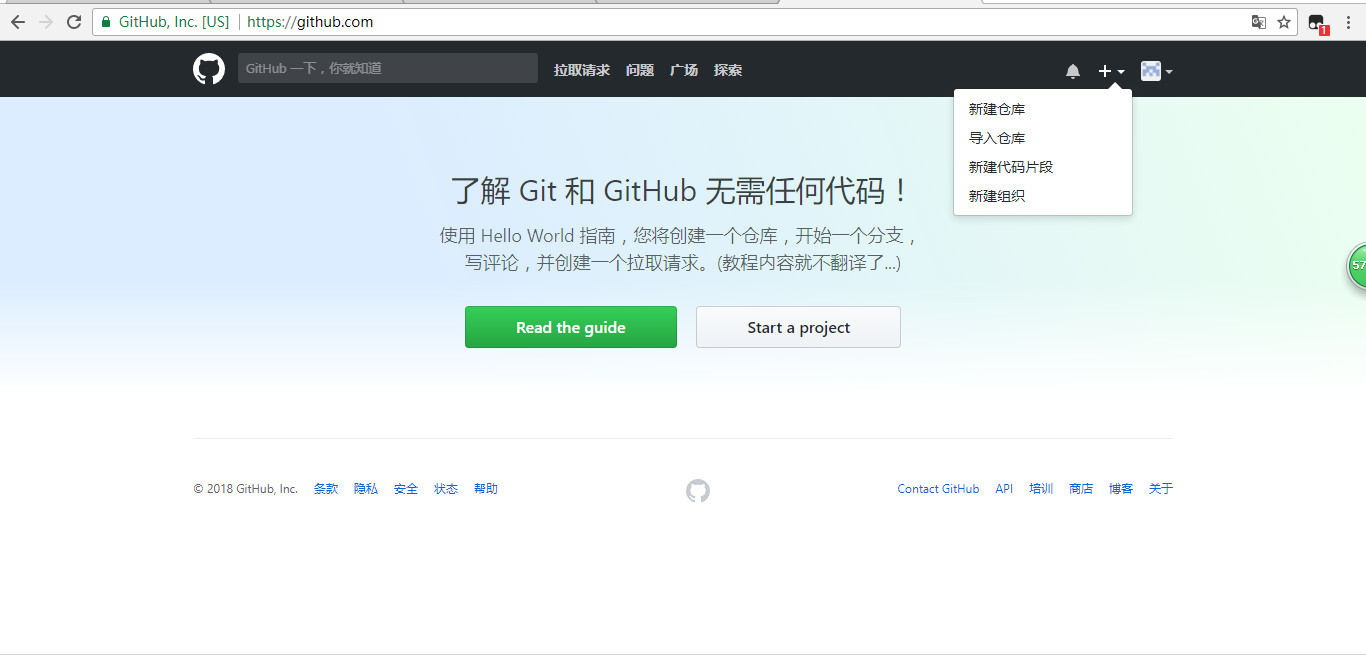 GitHub, Inc. [US] | https://github.com
1
GitHub 一下，你就知道
拉取请求 问题 广场 探索
新建仓库
导入仓库
新建代码片段
新建组织
了解 Git 和 GitHub 无需任何代码！
使用 Hello World 指南，您将创建一个仓库，开始一个分支，
写评论，并创建一个拉取请求。(教程内容就不翻译了...)
57
Read the guide
Start a project
© 2018 GitHub, Inc. 条款 隐私 安全 状态 帮助
Contact GitHub API 培训 商店 博客 关于